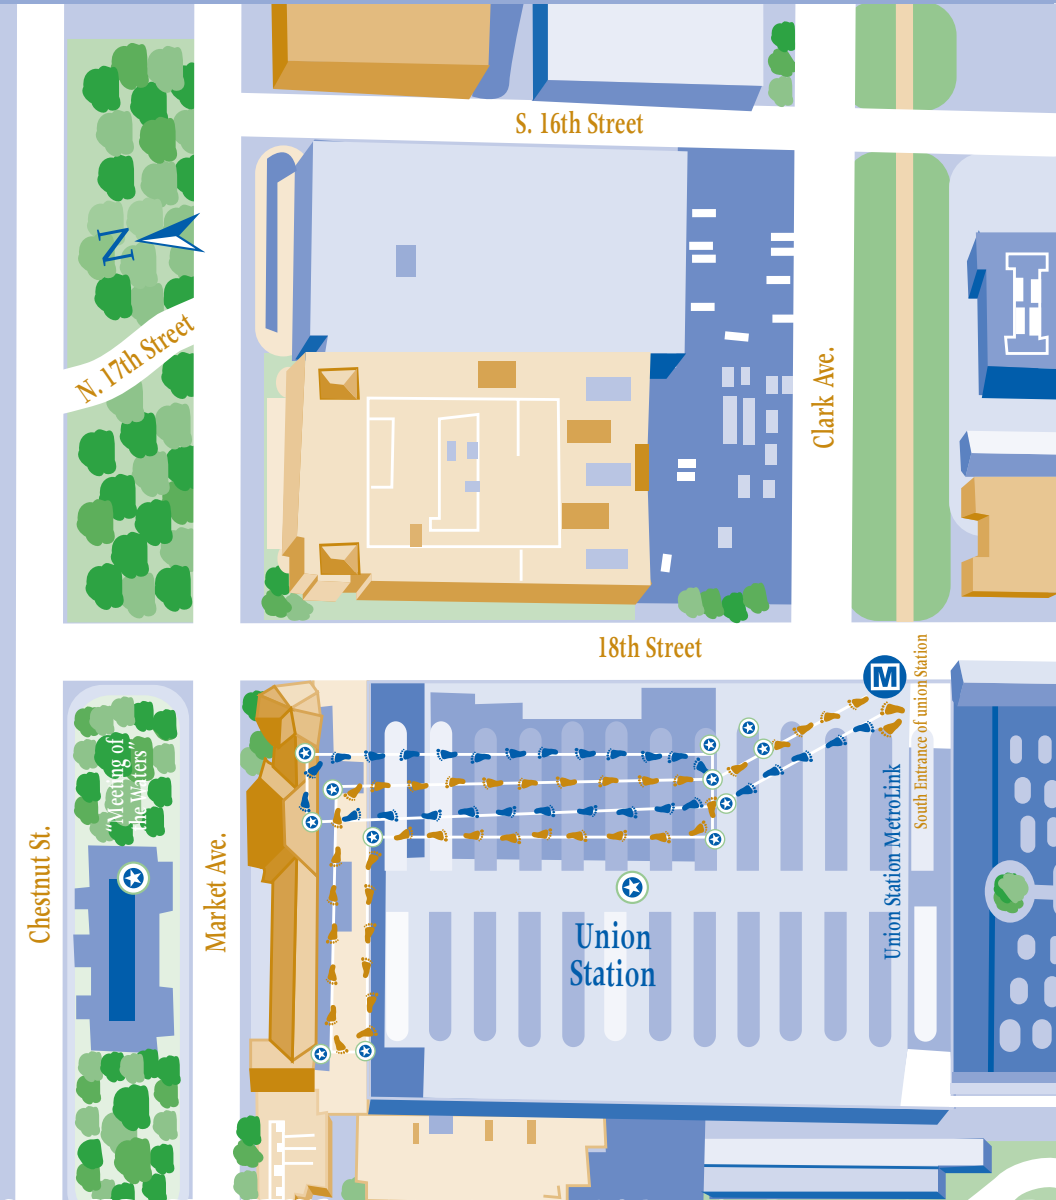 S. 16th Street
N
N. 17th Street
Clark Ave.
18th Street
M
South Entrance of union Station
Union Station MetroLink
"Meeting of
the Waters"
Chestnut St.
Market Ave.
Union
Station